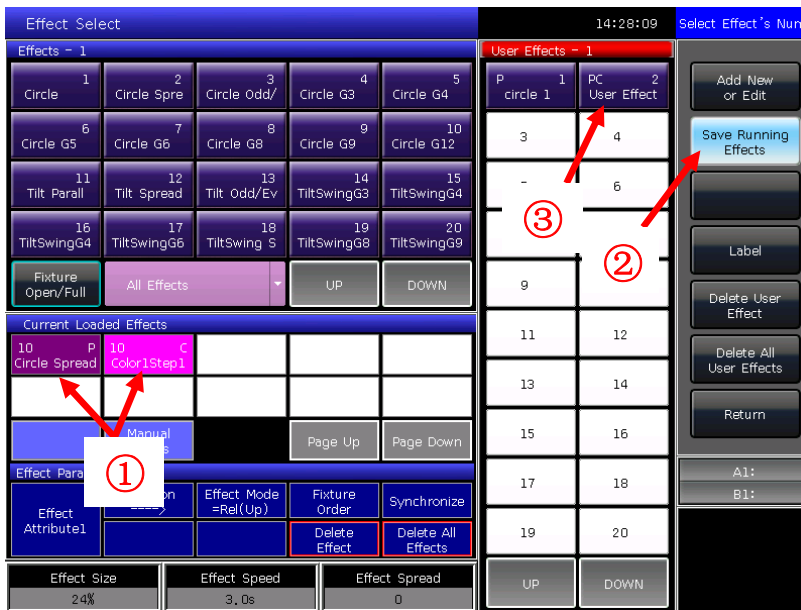 Effect Select
14:28:09
Select Effect's Num
Effects - 1
User Effects - 1
1
Circle
2
Circle Spre
3
Circle Odd/
4
Circle G3
5
Circle G4
6
Circle G5
7
Circle G6
8
Circle G8
9
Circle G9
10
Circle G12
11
Tilt Parall
12
Tilt Spread
13
Tilt Odd/Ev
14
TiltSwingG3
15
TiltSwingG4
16
TiltSwingG4
17
TiltSwingG6
18
TiltSwing S
19
TiltSwingG8
20
TiltSwingG9
Fixture
Open/Full
All Effects
UP
DOWN
Current Loaded Effects
10 P
Circle Spread
10 C
Color1Step1
Manual
Page Up
Page Down
①
Effect Para
Effect
Attribute1
Effect Mode
=Rel(Up)
Fixture
Order
Synchronize
Delete
Effect
Delete All
Effects
Effect Size
24%
Effect Speed
3.0s
Effect Spread
0
P 1
circle 1
PC 2
User Effect
3
4
6
③
②
9
11
12
13
14
15
16
17
18
19
20
UP
DOWN
Add New
or Edit
Save Running
Effects
Label
Delete User
Effect
Delete All
User Effects
Return
A1:
B1: